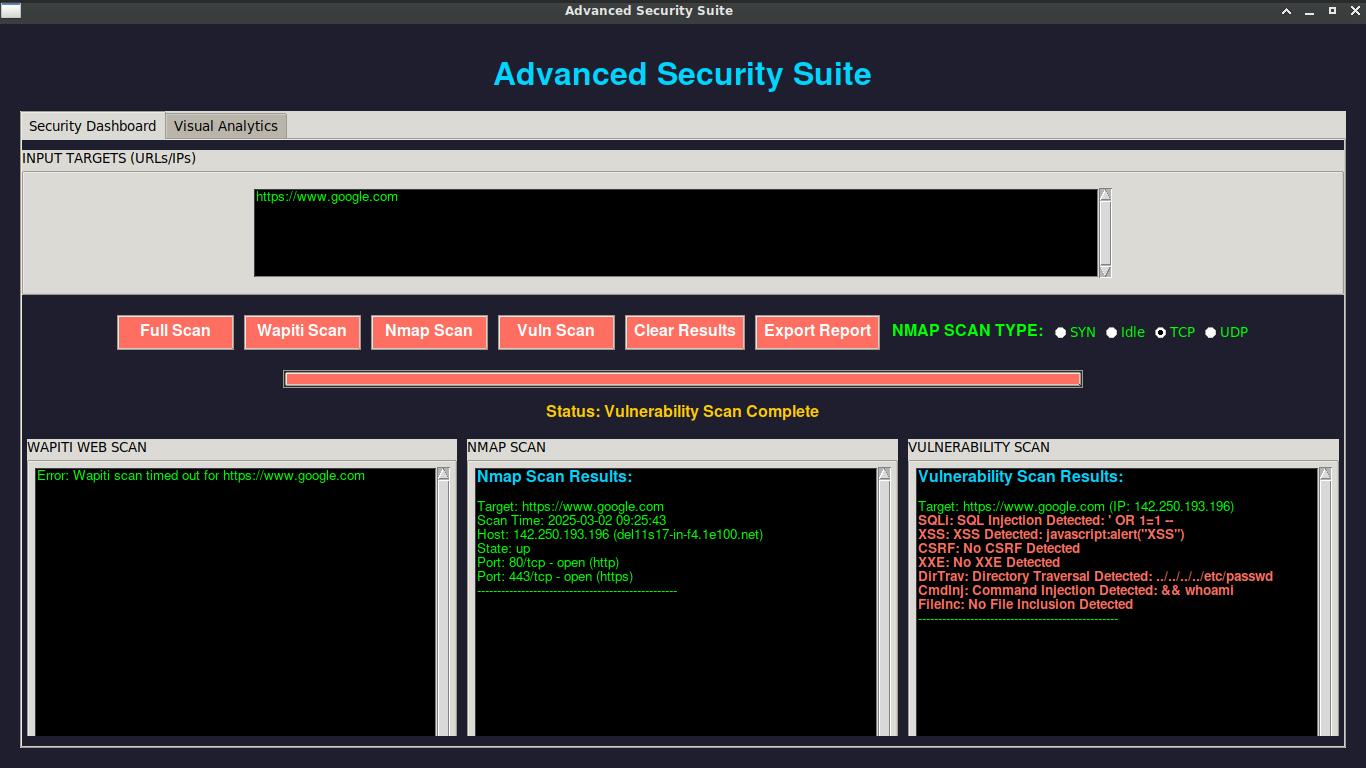 Advanced Security Suite
Advanced Security Suite
Security Dashboard Visual Analytics
INPUT TARGETS (URLs/IPs)
https://www.google.com
Full Scan Wapiti Scan Nmap Scan Vuln Scan Clear Results Export Report NMAP SCAN TYPE: SYN Idle TCP UDP
Status: Vulnerability Scan Complete
WAPITI WEB SCAN
Error: Wapiti scan timed out for https://www.google.com
NMAP SCAN
Nmap Scan Results:
Target: https://www.google.com
Scan Time: 2025-03-02 09:25:43
Host: 142.250.193.196 (del11s17-in-f4.1e100.net)
State: up
Port: 80/tcp - open (http)
Port: 443/tcp - open (https)
--------------------------------------------------
VULNERABILITY SCAN
Vulnerability Scan Results:
Target: https://www.google.com (IP: 142.250.193.196)
SQLi: SQL Injection Detected: ' OR 1=1 --
XSS: XSS Detected: javascript:alert("XSS")
CSRF: No CSRF Detected
XXE: No XXE Detected
DirTrav: Directory Traversal Detected: ../../../../etc/passwd
CmdInj: Command Injection Detected: && whoami
FileInc: No File Inclusion Detected
--------------------------------------------------